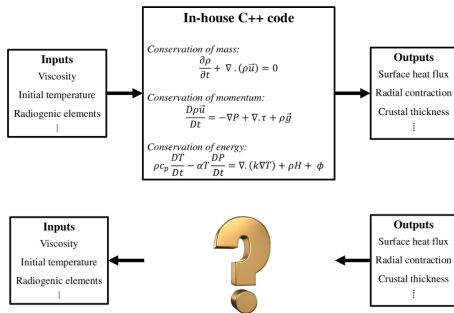 In-house C++ code
Inputs
Viscosity
Initial temperature
Radiogenic elements
⁞
Conservation of mass:
∂ρ/∂t + ∇.(ρu⃗) = 0
Conservation of momentum:
Dρu⃗/Dt = −∇P + ∇.τ + ρg⃗
Conservation of energy:
ρc_p DT/Dt − αT DP/Dt = ∇.(k∇T) + ρH + ϕ
Outputs
Surface heat flux
Radial contraction
Crustal thickness
⁞
Inputs
Viscosity
Initial temperature
Radiogenic elements
⁞
?
Outputs
Surface heat flux
Radial contraction
Crustal thickness
⁞